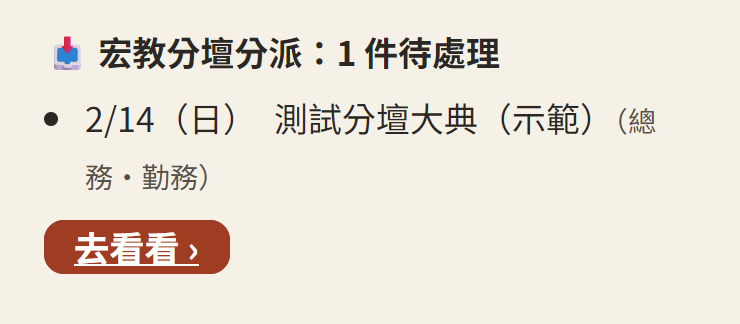 宏教分壇分派：1 件待處理
• 2/14（日） 測試分壇大典（示範）（總
務・勤務）
去看看 ›